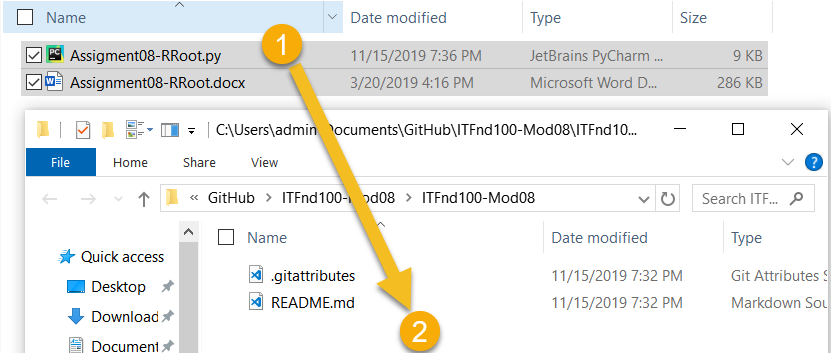 Name Date modified Type Size
Assigment08-RRoot.py 11/15/2019 7:36 PM JetBrains PyCharm ... 9 KB
Assignment08-RRoot.docx 3/20/2019 4:16 PM Microsoft Word D... 286 KB
1
C:\Users\admin\Documents\GitHub\ITFnd100-Mod08\ITFnd10...
File Home Share View
« GitHub > ITFnd100-Mod08 > ITFnd100-Mod08 Search ITF...
Name Date modified Type
Quick access
.gitattributes 11/15/2019 7:32 PM Git Attributes S
Desktop
README.md 11/15/2019 7:32 PM Markdown Sou
Download
2
Document